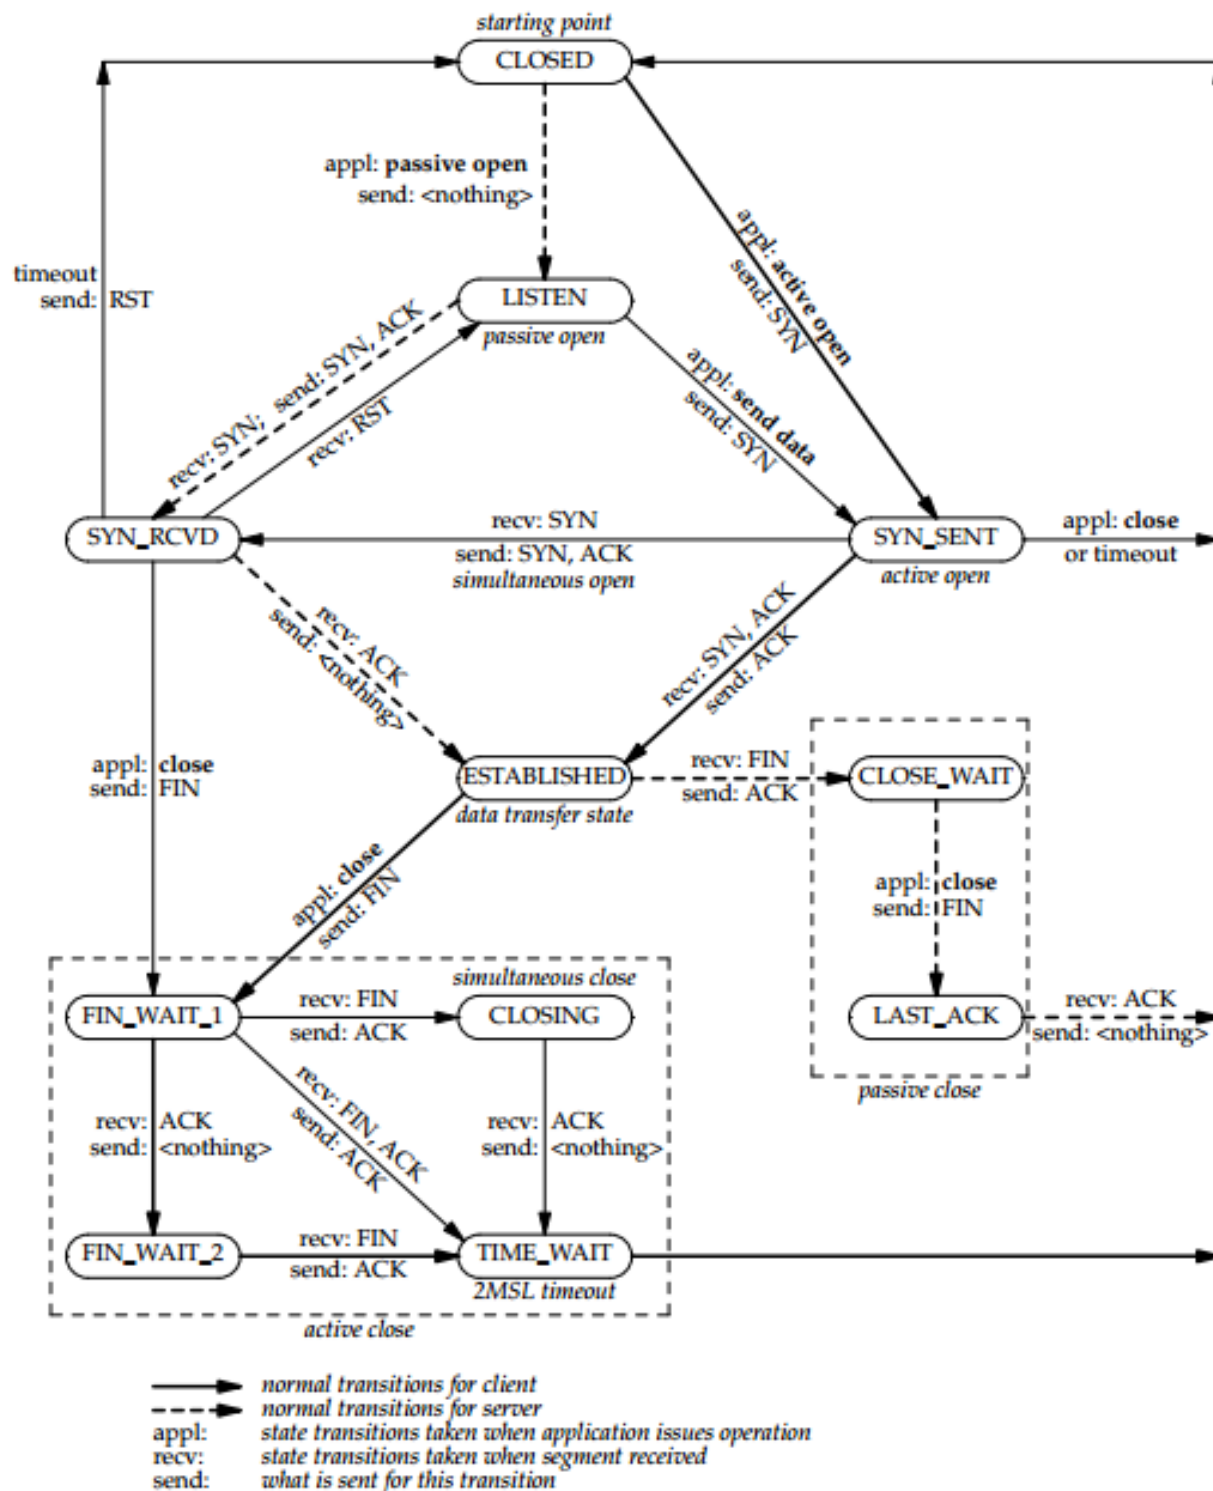 starting point
CLOSED
appl: passive open
send: <nothing>
appl: active open
send: SYN
timeout
send: RST
LISTEN
passive open
recv: SYN; send: SYN, ACK
recv: RST
appl: send data
send: SYN
SYN_RCVD
recv: SYN
send: SYN, ACK
simultaneous open
SYN_SENT
active open
appl: close
or timeout
recv: ACK
send: <nothing>
recv: SYN, ACK
send: ACK
appl: close
send: FIN
ESTABLISHED
data transfer state
recv: FIN
send: ACK
CLOSE_WAIT
appl: close
send: FIN
appl: close
send: FIN
simultaneous close
FIN_WAIT_1
recv: FIN
send: ACK
CLOSING
LAST_ACK
recv: ACK
send: <nothing>
passive close
recv: ACK
send: <nothing>
recv: FIN, ACK
send: ACK
recv: ACK
send: <nothing>
FIN_WAIT_2
recv: FIN
send: ACK
TIME_WAIT
2MSL timeout
active close
normal transitions for client
normal transitions for server
appl: state transitions taken when application issues operation
recv: state transitions taken when segment received
send: what is sent for this transition